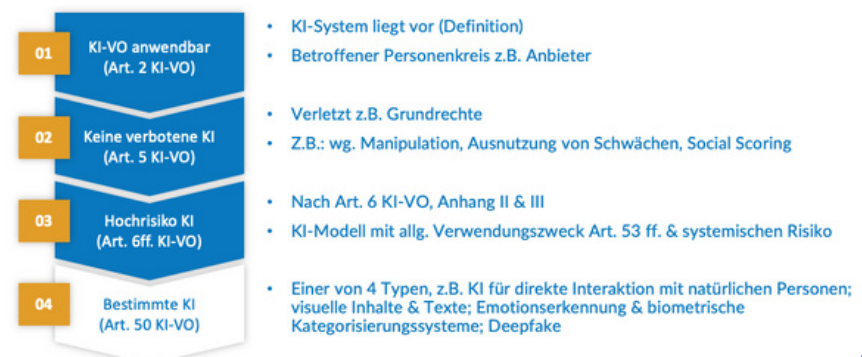 01
KI-VO anwendbar
(Art. 2 KI-VO)
• KI-System liegt vor (Definition)
• Betroffener Personenkreis z.B. Anbieter
02
Keine verbotene KI
(Art. 5 KI-VO)
• Verletzt z.B. Grundrechte
• Z.B.: wg. Manipulation, Ausnutzung von Schwächen, Social Scoring
03
Hochrisiko KI
(Art. 6ff. KI-VO)
• Nach Art. 6 KI-VO, Anhang II & III
• KI-Modell mit allg. Verwendungszweck Art. 53 ff. & systemischen Risiko
04
Bestimmte KI
(Art. 50 KI-VO)
• Einer von 4 Typen, z.B. KI für direkte Interaktion mit natürlichen Personen;
visuelle Inhalte & Texte; Emotionserkennung & biometrische
Kategorisierungssysteme; Deepfake